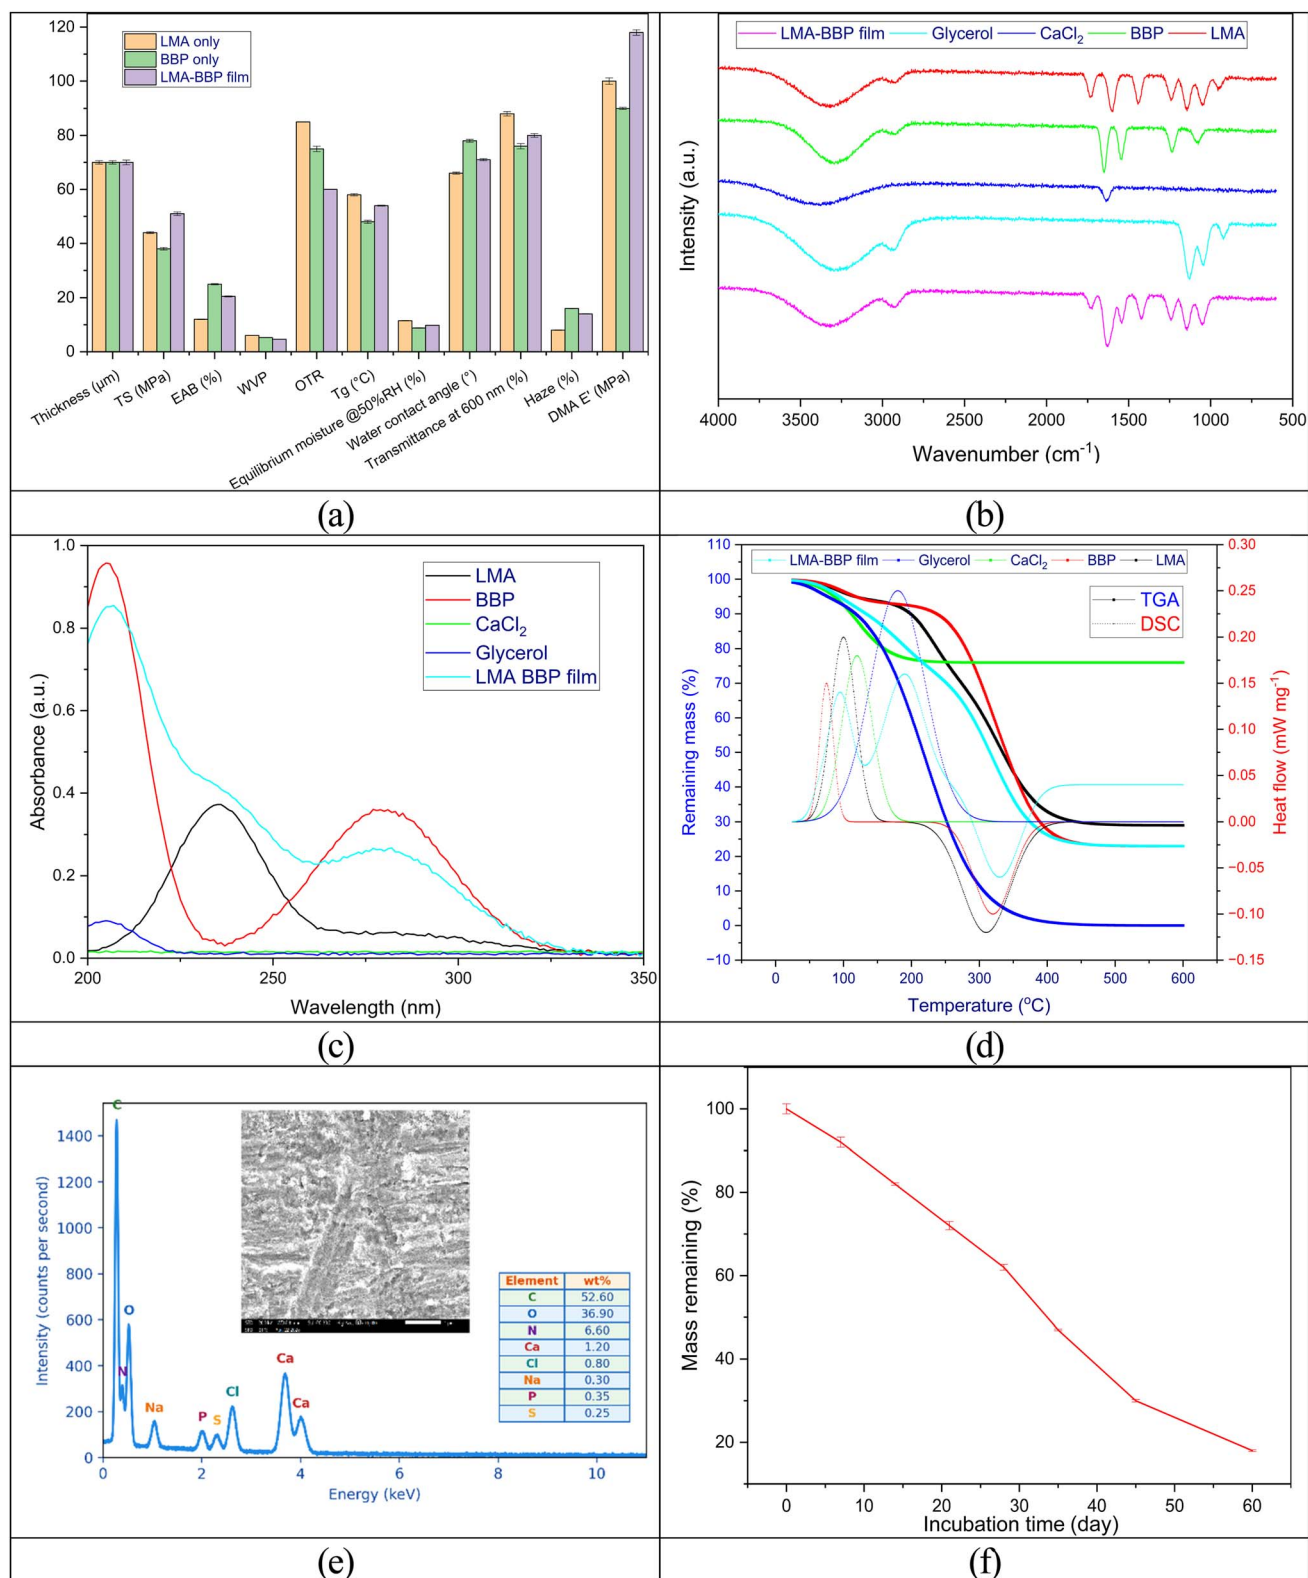 120
100
80
60
40
20
0
LMA only
BBP only
LMA-BBP film
Thickness (μm)
TS (MPa)
EAB (%)
WVP
OTR
Tg (°C)
Equilibrium moisture @50%RH (%)
Water contact angle (°)
Transmittance at 600 nm (%)
Haze (%)
DMA E' (MPa)
(a)
LMA-BBP film Glycerol CaCl₂ BBP LMA
Intensity (a.u.)
4000 3500 3000 2500 2000 1500 1000 500
Wavenumber (cm⁻¹)
(b)
1.0
0.8
0.6
0.4
0.2
0.0
Absorbance (a.u.)
LMA
BBP
CaCl₂
Glycerol
LMA BBP film
200 250 300 350
Wavelength (nm)
(c)
110
100
90
80
70
60
50
40
30
20
10
0
−10
Remaining mass (%)
LMA-BBP film Glycerol CaCl₂ BBP LMA
TGA
DSC
0.30
0.25
0.20
0.15
0.10
0.05
0.00
−0.05
−0.10
−0.15
Heat flow (mW mg⁻¹)
0 100 200 300 400 500 600
Temperature (°C)
(d)
1400
1200
1000
800
600
400
200
0
Intensity (counts per second)
C
O
N
Na
P
S
Cl
Ca
Ca
Element wt%
C 52.60
O 36.90
N 6.60
Ca 1.20
Cl 0.80
Na 0.30
P 0.35
S 0.25
0 2 4 6 8 10
Energy (keV)
(e)
100
80
60
40
20
Mass remaining (%)
0 10 20 30 40 50 60
Incubation time (day)
(f)